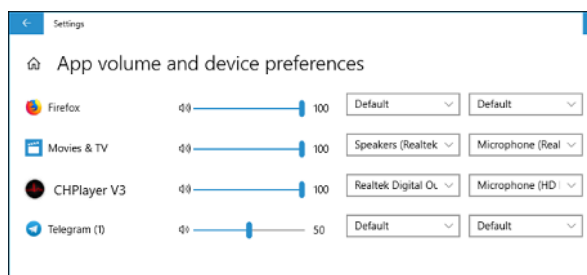 Settings
App volume and device preferences
Firefox 100 Default Default
Movies & TV 100 Speakers (Realtek Microphone (Real
CHPlayer V3 100 Realtek Digital Ou Microphone (HD
Telegram (1) 50 Default Default